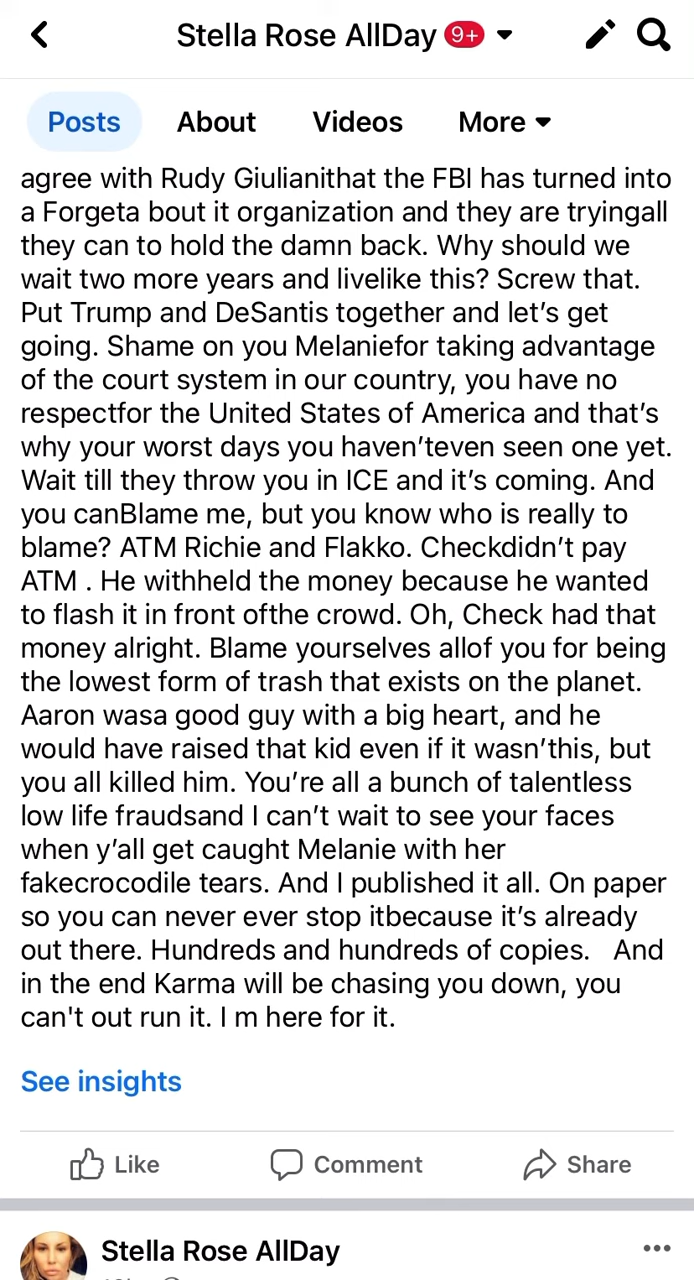 Stella Rose AllDay 9+
Posts About Videos More
agree with Rudy Giulianithat the FBI has turned into
a Forgeta bout it organization and they are tryingall
they can to hold the damn back. Why should we
wait two more years and livelike this? Screw that.
Put Trump and DeSantis together and let’s get
going. Shame on you Melaniefor taking advantage
of the court system in our country, you have no
respectfor the United States of America and that’s
why your worst days you haven’teven seen one yet.
Wait till they throw you in ICE and it’s coming. And
you canBlame me, but you know who is really to
blame? ATM Richie and Flakko. Checkdidn’t pay
ATM . He withheld the money because he wanted
to flash it in front ofthe crowd. Oh, Check had that
money alright. Blame yourselves allof you for being
the lowest form of trash that exists on the planet.
Aaron wasa good guy with a big heart, and he
would have raised that kid even if it wasn’this, but
you all killed him. You’re all a bunch of talentless
low life fraudsand I can’t wait to see your faces
when y’all get caught Melanie with her
fakecrocodile tears. And I published it all. On paper
so you can never ever stop itbecause it’s already
out there. Hundreds and hundreds of copies.   And
in the end Karma will be chasing you down, you
can't out run it. I m here for it.
See insights
Like Comment Share
Stella Rose AllDay